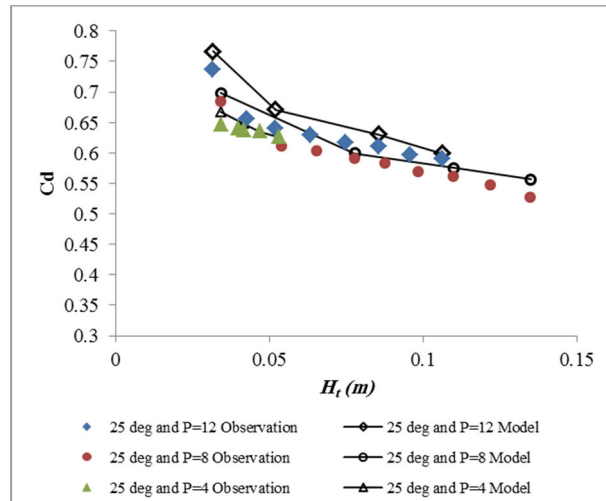 0.8
0.75
0.7
0.65
0.6
0.55
0.5
0.45
0.4
0.35
0.3
Cd
0 0.05 0.1 0.15
Ht (m)
25 deg and P=12 Observation 25 deg and P=12 Model
25 deg and P=8 Observation 25 deg and P=8 Model
25 deg and P=4 Observation 25 deg and P=4 Model